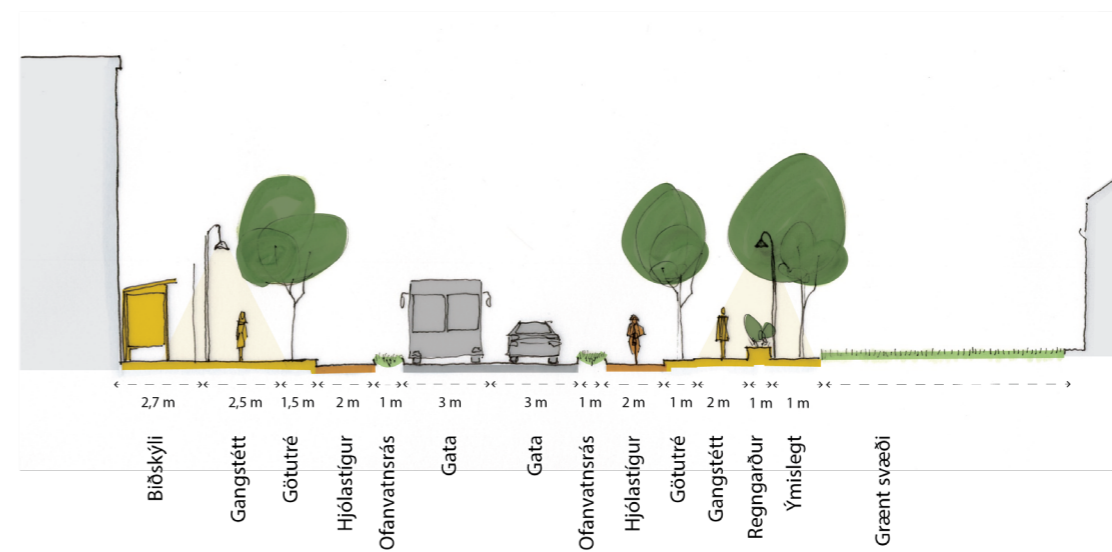 2,7 m
2,5 m
1,5 m
2 m
1 m
3 m
3 m
1 m
2 m
1 m
2 m
1 m
1 m
Biðskýli
Gangstétt
Götutré
Hjólastígur
Ofanvatnsrás
Gata
Gata
Ofanvatnsrás
Hjólastígur
Götutré
Gangstétt
Regngarður
Ýmislegt
Grænt svæði